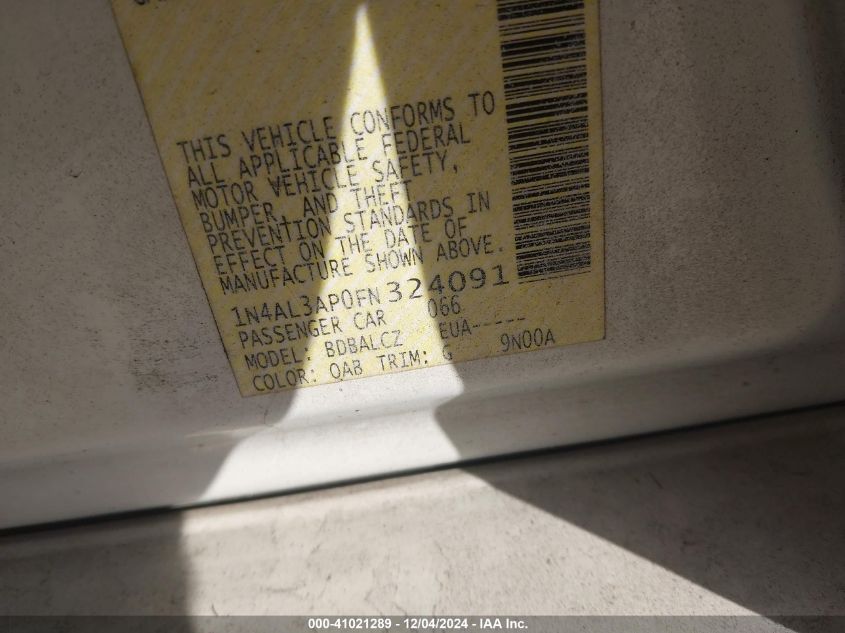 THIS VEHICLE CONFORMS TO
ALL APPLICABLE FEDERAL
MOTOR VEHICLE SAFETY,
BUMPER, AND THEFT
PREVENTION STANDARDS IN
EFFECT ON THE DATE OF
MANUFACTURE SHOWN ABOVE.
1N4AL3AP0FN324091
PASSENGER CAR 066
MODEL: BDBALCZ EUA-----
COLOR: QAB TRIM: G 9N00A
000-41021289 - 12/04/2024 - IAA Inc.